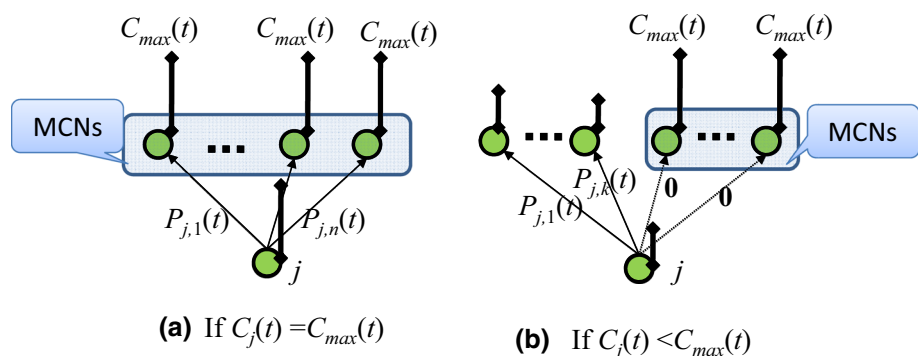 C_max(t) C_max(t) C_max(t)
MCNs
...
P_j,1(t) P_j,n(t)
j
(a) If C_j(t) =C_max(t)
C_max(t) C_max(t)
... ...
MCNs
P_j,k(t)
P_j,1(t) 0 0
j
(b) If C_j(t) <C_max(t)